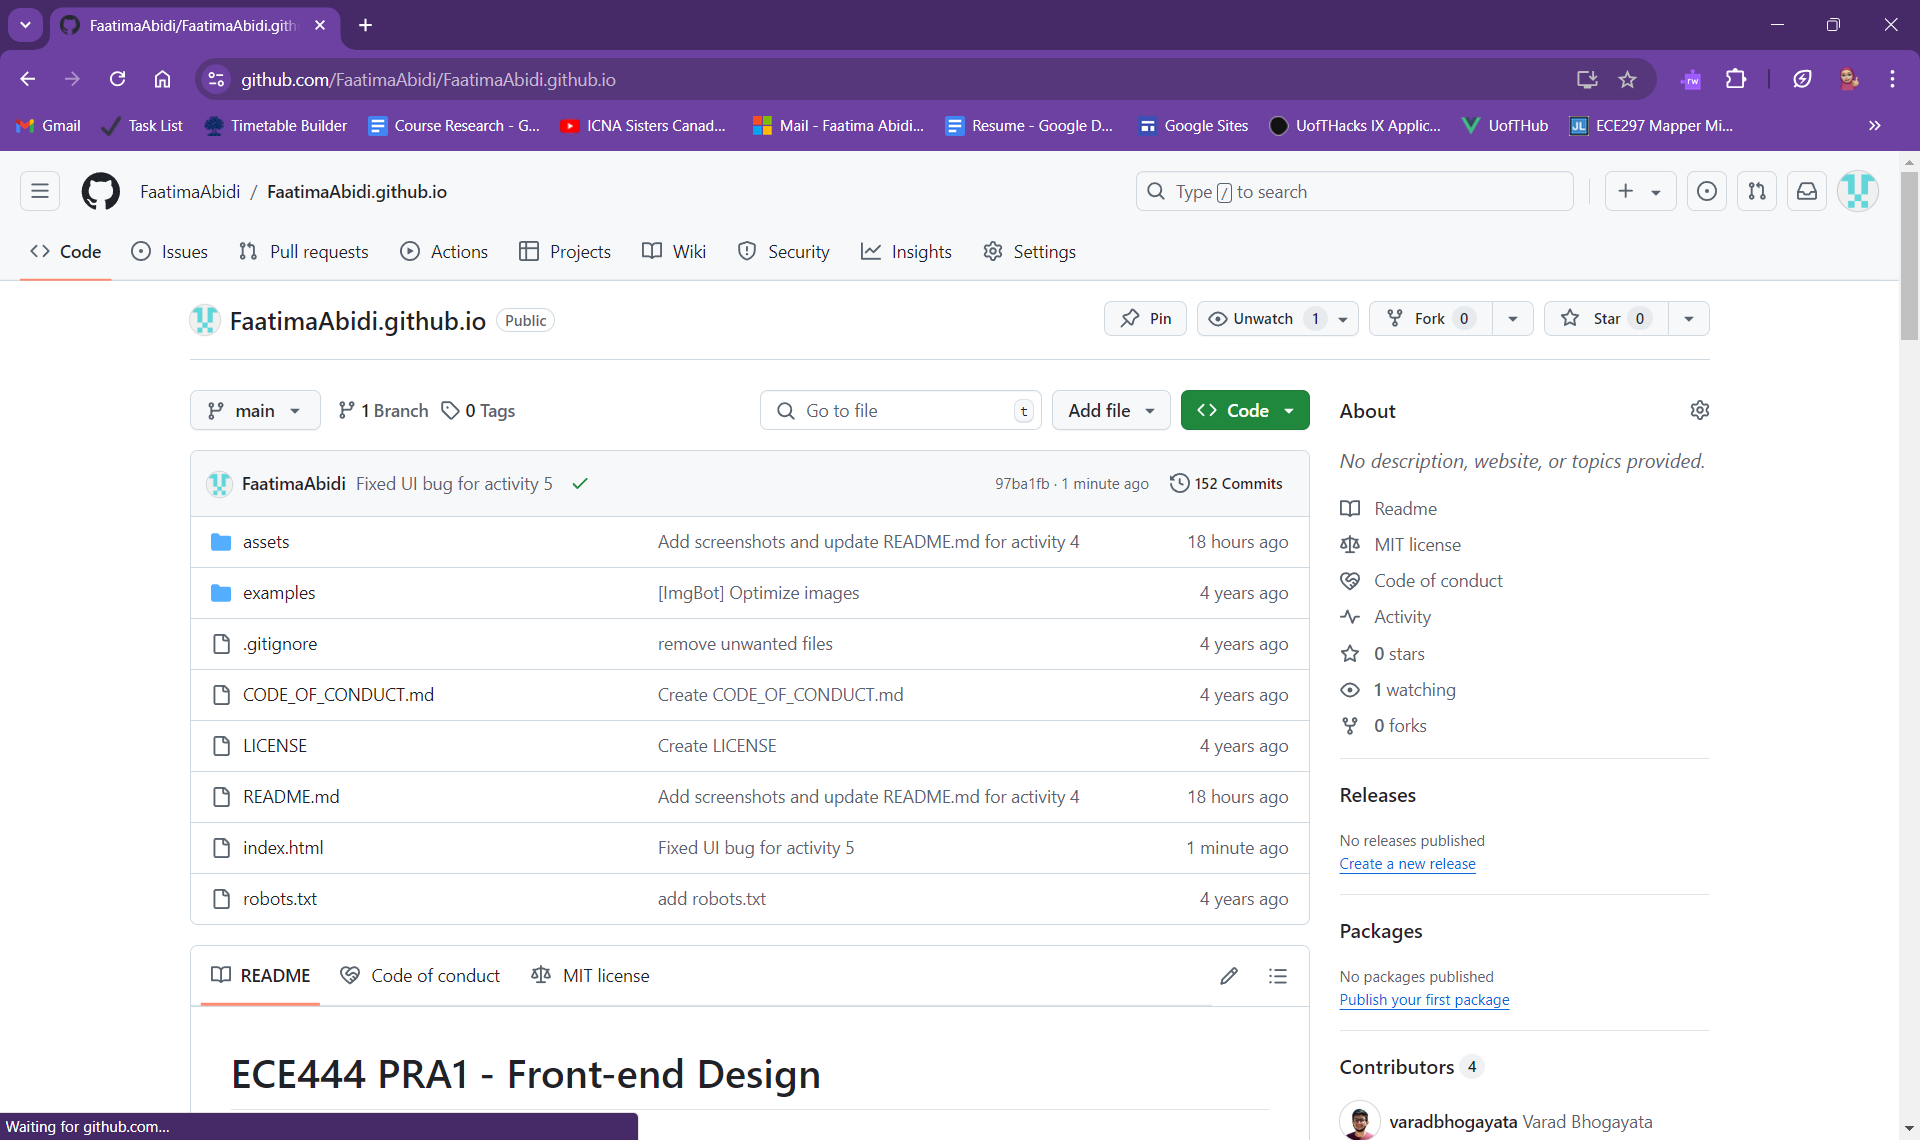 FaatimaAbidi/FaatimaAbidi.gith
github.com/FaatimaAbidi/FaatimaAbidi.github.io
rw
Gmail
Task List
Timetable Builder
Course Research - G...
ICNA Sisters Canad...
Mail - Faatima Abidi...
Resume - Google D...
Google Sites
UofTHacks IX Applic...
UofTHub
JL
ECE297 Mapper Mi...
FaatimaAbidi / FaatimaAbidi.github.io
Type / to search
Code
Issues
Pull requests
Actions
Projects
Wiki
Security
Insights
Settings
FaatimaAbidi.github.io
Public
Pin
Unwatch 1
Fork 0
Star 0
main
1 Branch
0 Tags
Go to file
t
Add file
Code
FaatimaAbidi Fixed UI bug for activity 5
97ba1fb · 1 minute ago
152 Commits
assets Add screenshots and update README.md for activity 4 18 hours ago
examples [ImgBot] Optimize images 4 years ago
.gitignore remove unwanted files 4 years ago
CODE_OF_CONDUCT.md Create CODE_OF_CONDUCT.md 4 years ago
LICENSE Create LICENSE 4 years ago
README.md Add screenshots and update README.md for activity 4 18 hours ago
index.html Fixed UI bug for activity 5 1 minute ago
robots.txt add robots.txt 4 years ago
README
Code of conduct
MIT license
ECE444 PRA1 - Front-end Design
About
No description, website, or topics provided.
Readme
MIT license
Code of conduct
Activity
0 stars
1 watching
0 forks
Releases
No releases published
Create a new release
Packages
No packages published
Publish your first package
Contributors 4
varadbhogayata Varad Bhogayata
Waiting for github.com...